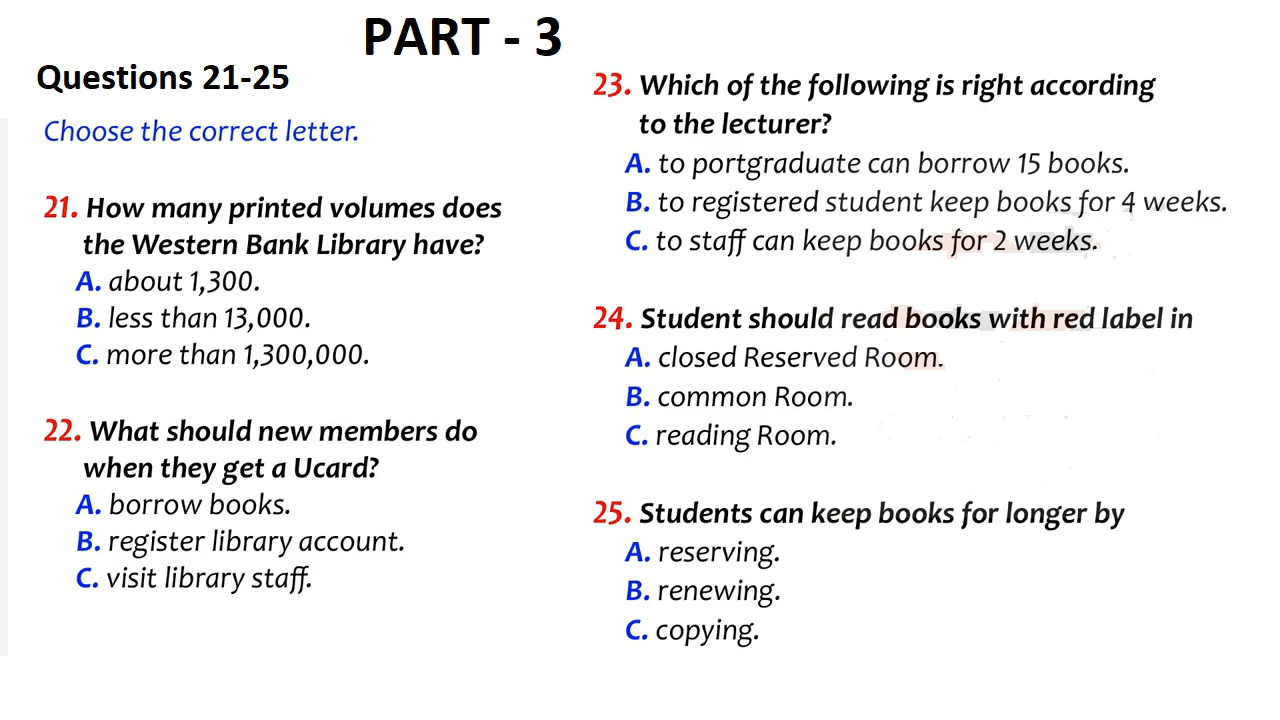 PART - 3
Questions 21-25
Choose the correct letter.
21. How many printed volumes does
the Western Bank Library have?
A. about 1,300.
B. less than 13,000.
C. more than 1,300,000.
22. What should new members do
when they get a Ucard?
A. borrow books.
B. register library account.
C. visit library staff.
23. Which of the following is right according
to the lecturer?
A. to portgraduate can borrow 15 books.
B. to registered student keep books for 4 weeks.
C. to staff can keep books for 2 weeks.
24. Student should read books with red label in
A. closed Reserved Room.
B. common Room.
C. reading Room.
25. Students can keep books for longer by
A. reserving.
B. renewing.
C. copying.